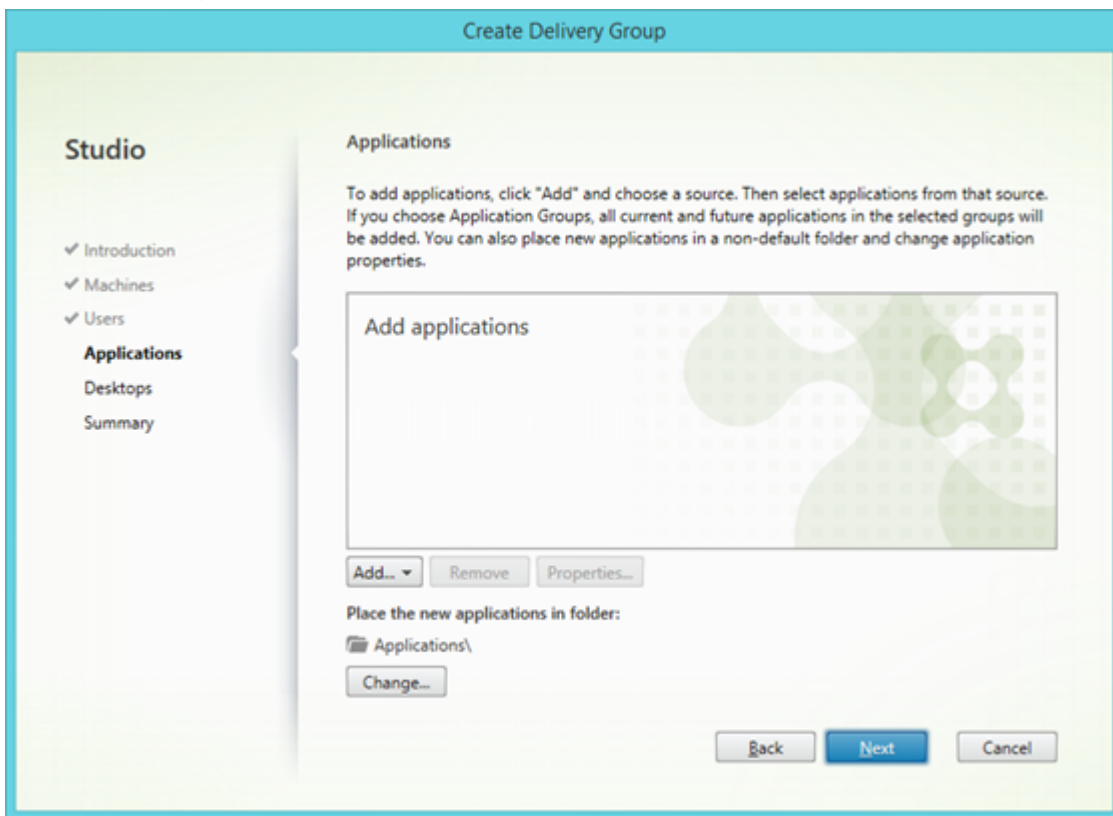 Create Delivery Group
Studio
Introduction
Machines
Users
Applications
Desktops
Summary
Applications
To add applications, click "Add" and choose a source. Then select applications from that source.
If you choose Application Groups, all current and future applications in the selected groups will
be added. You can also place new applications in a non-default folder and change application
properties.
Add applications
Add... Remove Properties...
Place the new applications in folder:
Applications\
Change...
Back Next Cancel